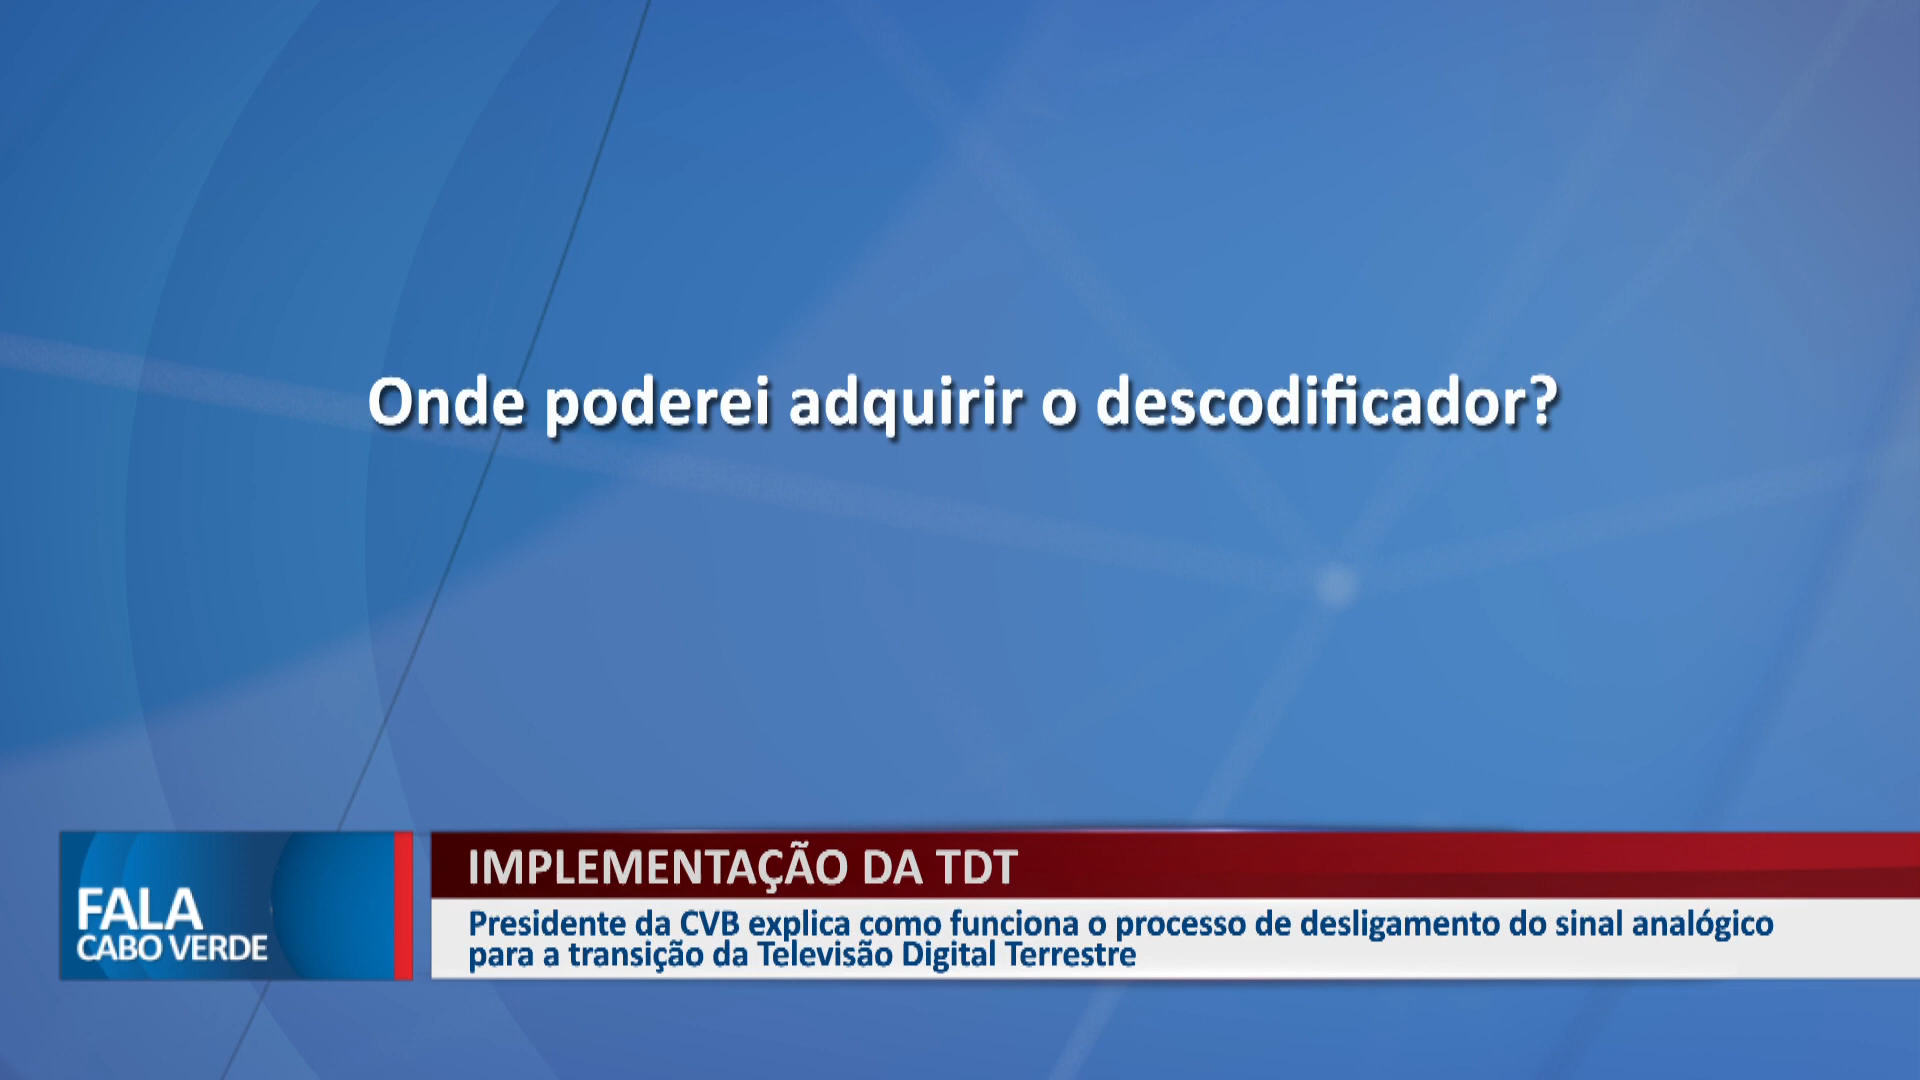 Onde poderei adquirir o descodificador?
FALA
CABO VERDE
IMPLEMENTAÇÃO DA TDT
Presidente da CVB explica como funciona o processo de desligamento do sinal analógico
para a transição da Televisão Digital Terrestre